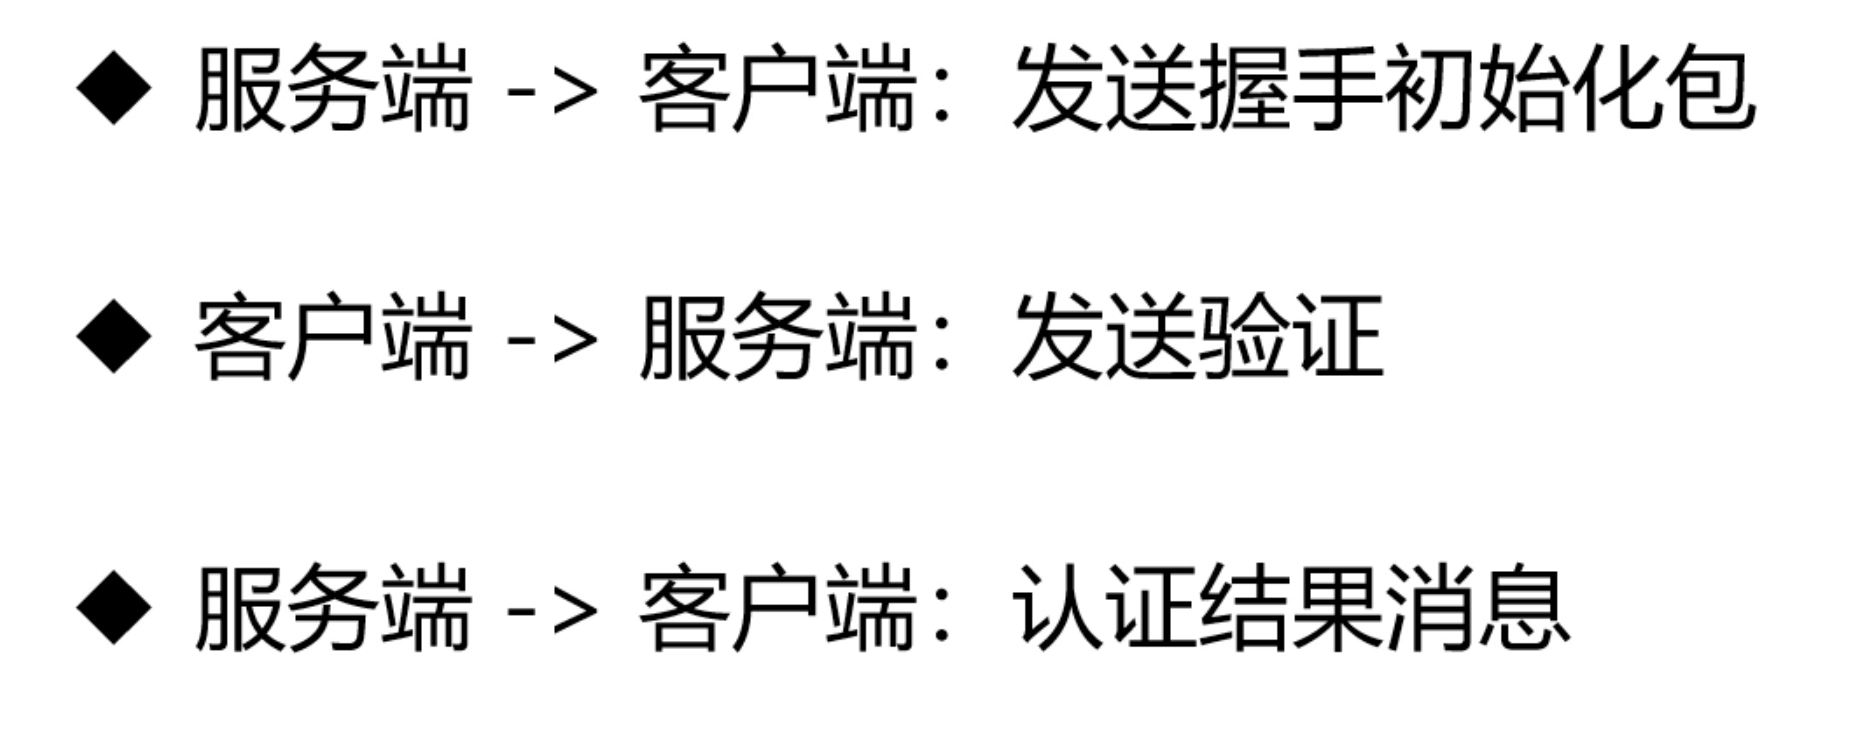 ◆ 服务端 -> 客户端：发送握手初始化包
◆ 客户端 -> 服务端：发送验证
◆ 服务端 -> 客户端：认证结果消息